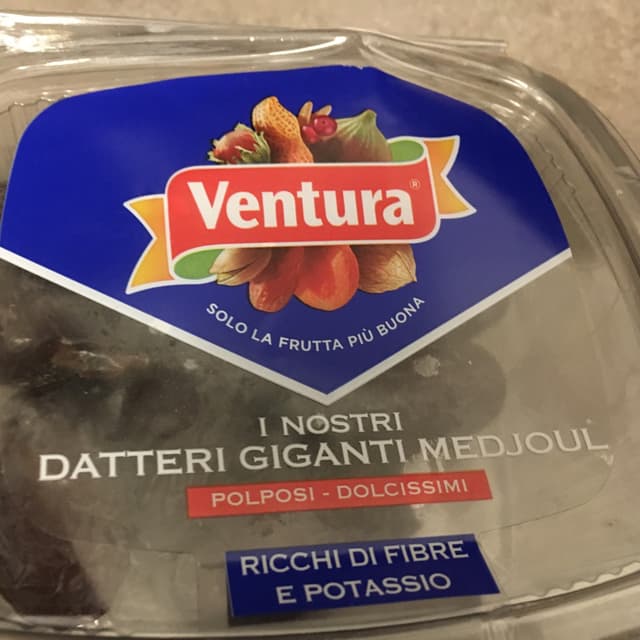 Ventura®
SOLO LA FRUTTA PIÙ BUONA
I NOSTRI
DATTERI GIGANTI MEDJOUL
POLPOSI - DOLCISSIMI
RICCHI DI FIBRE
E POTASSIO